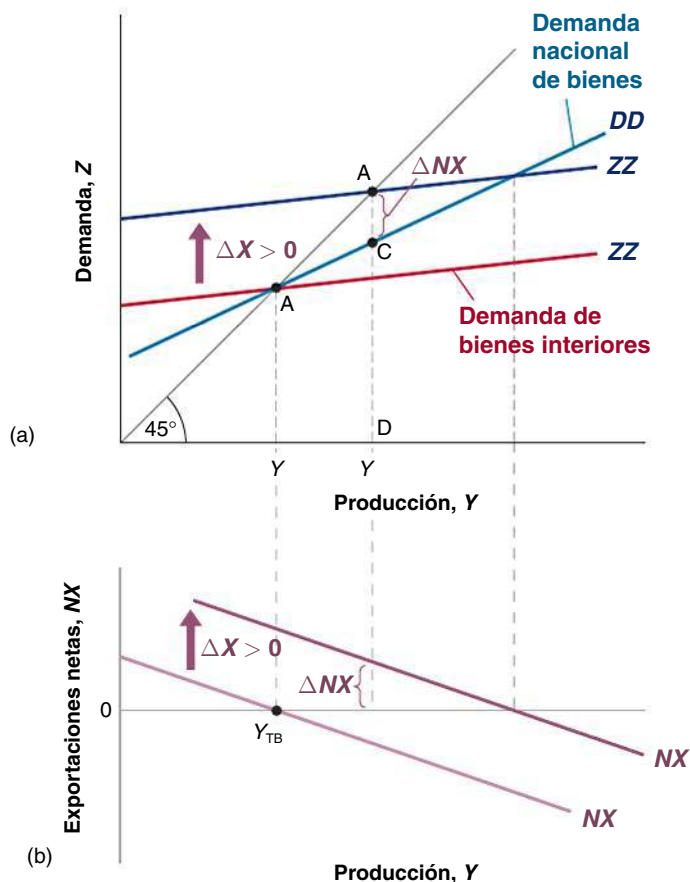 Demanda
nacional
de bienes
DD
ZZ
ΔNX
A
Demanda, Z
ΔX > 0
C
ZZ
A
Demanda de
bienes interiores
45°
D
(a)
Y
Y
Producción, Y
Exportaciones netas, NX
ΔX > 0
ΔNX
0
Y_TB
NX
NX
(b)
Producción, Y